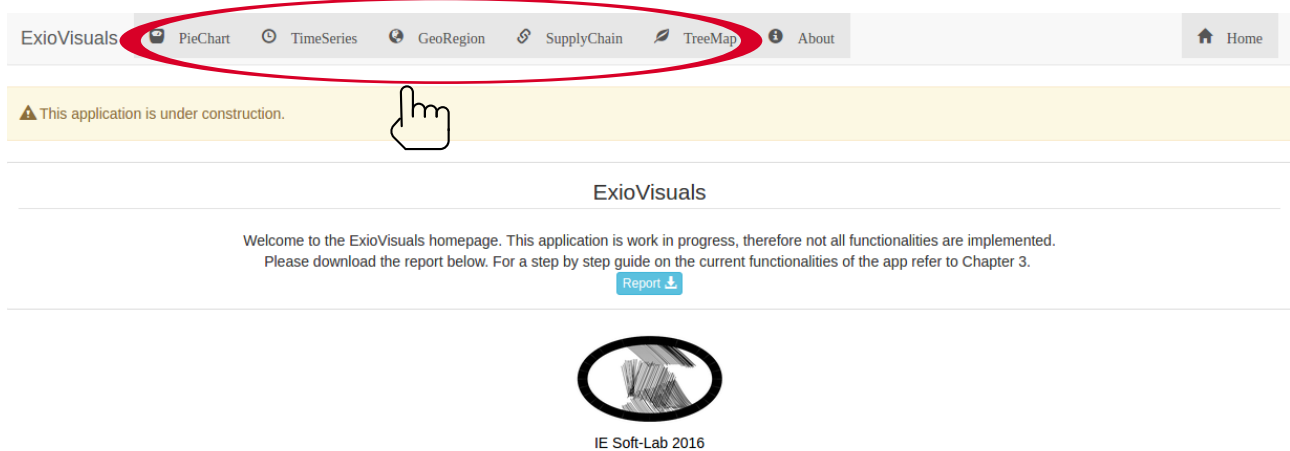 ExioVisuals PieChart TimeSeries GeoRegion SupplyChain TreeMap About Home
This application is under construction.
ExioVisuals
Welcome to the ExioVisuals homepage. This application is work in progress, therefore not all functionalities are implemented.
Please download the report below. For a step by step guide on the current functionalities of the app refer to Chapter 3.
Report
IE Soft-Lab 2016